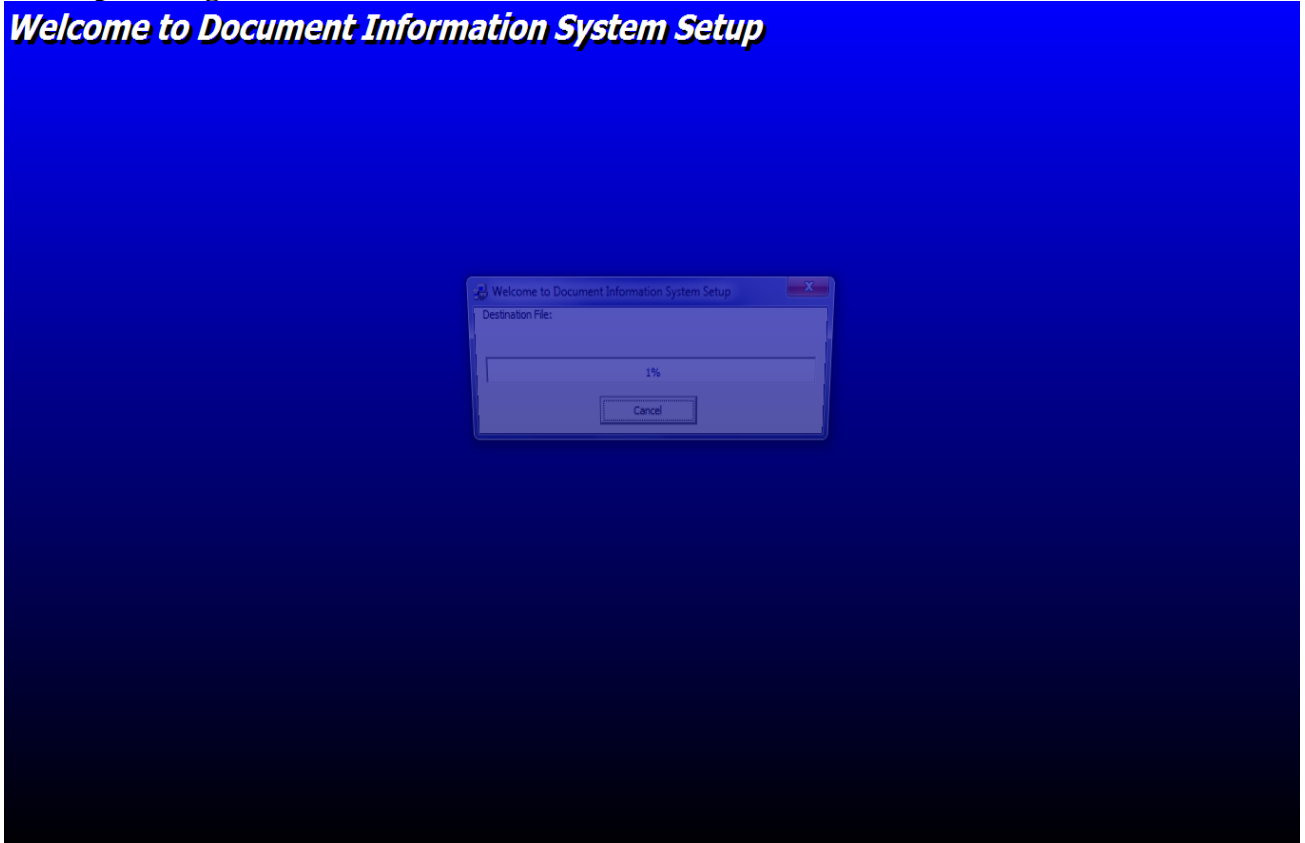 Welcome to Document Information System Setup
Welcome to Document Information System Setup
X
Destination File:
1%
Cancel